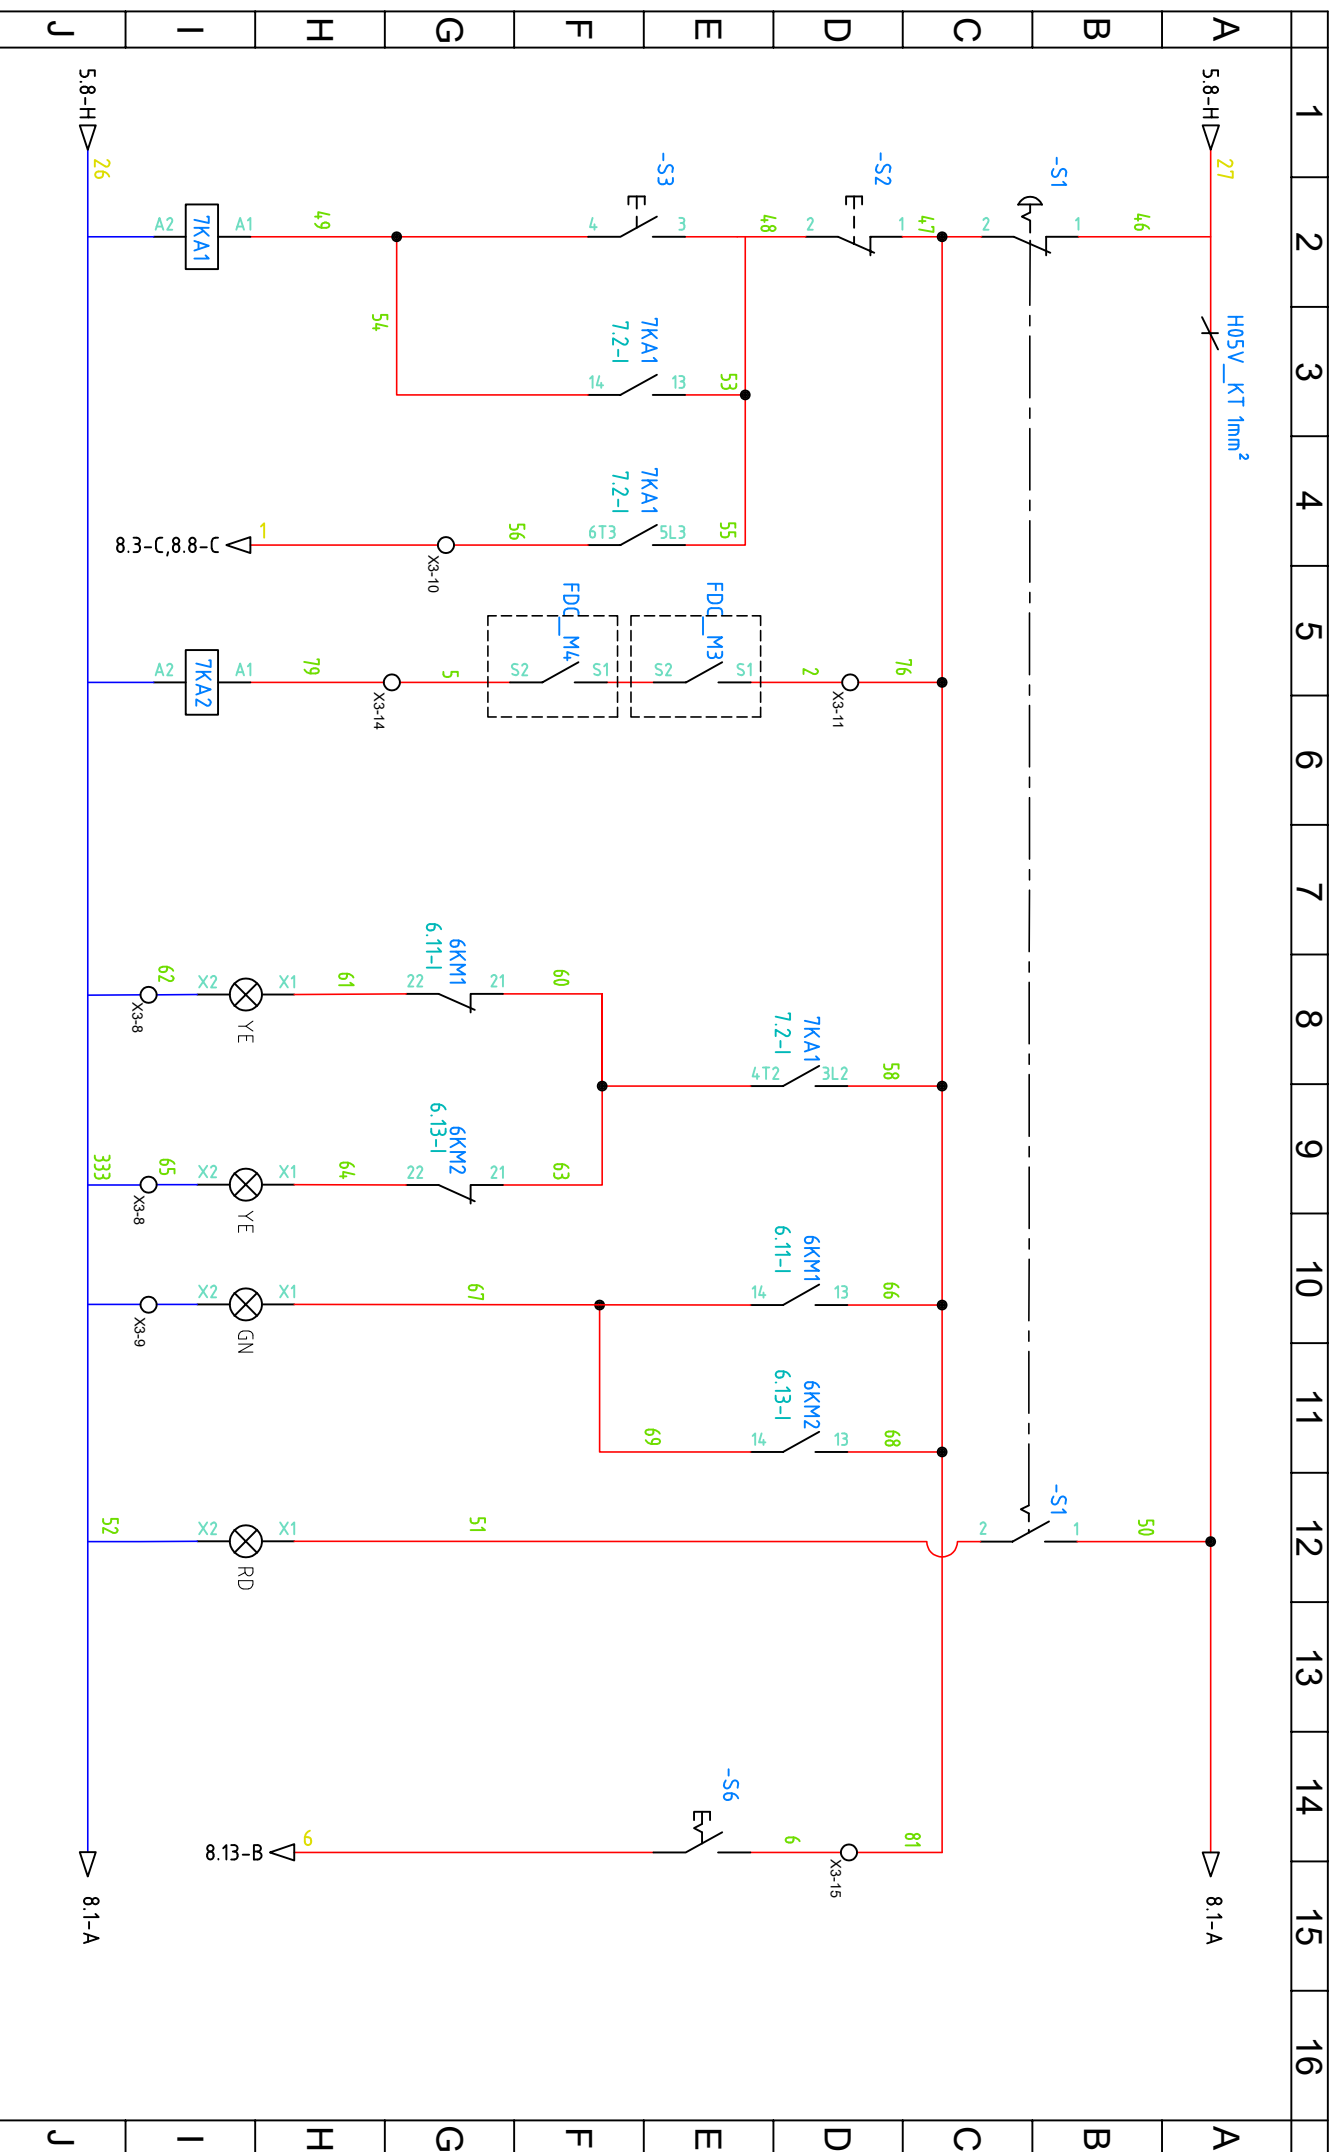 1
2
3
4
5
6
7
8
9
10
11
12
13
14
15
16
A
B
C
D
E
F
G
H
I
J
A
B
C
D
E
F
G
H
I
J
5.8-H
27
H05V_KT 1mm²
8.1-A
46
1
-S1
2
47
1
-S2
2
48
3
-S3
4
49
A1
7KA1
A2
53
13
7KA1
7.2-I
14
54
55
5L3
7KA1
7.2-I
6T3
56
X3-10
1
8.3-C,8.8-C
76
X3-11
2
S1
FDC_M3
S2
S1
FDC_M4
S2
5
X3-14
79
A1
7KA2
A2
58
3L2
7KA1
7.2-I
4T2
60
21
6KM1
6.11-I
22
61
X1
YE
X2
62
X3-8
63
21
6KM2
6.13-I
22
64
X1
YE
X2
65
X3-8
333
66
13
6KM1
6.11-I
14
67
X1
GN
X2
X3-9
68
13
6KM2
6.13-I
14
69
50
1
-S1
2
51
X1
RD
X2
52
81
X3-15
6
-S6
6
8.13-B
5.8-H
26
8.1-A